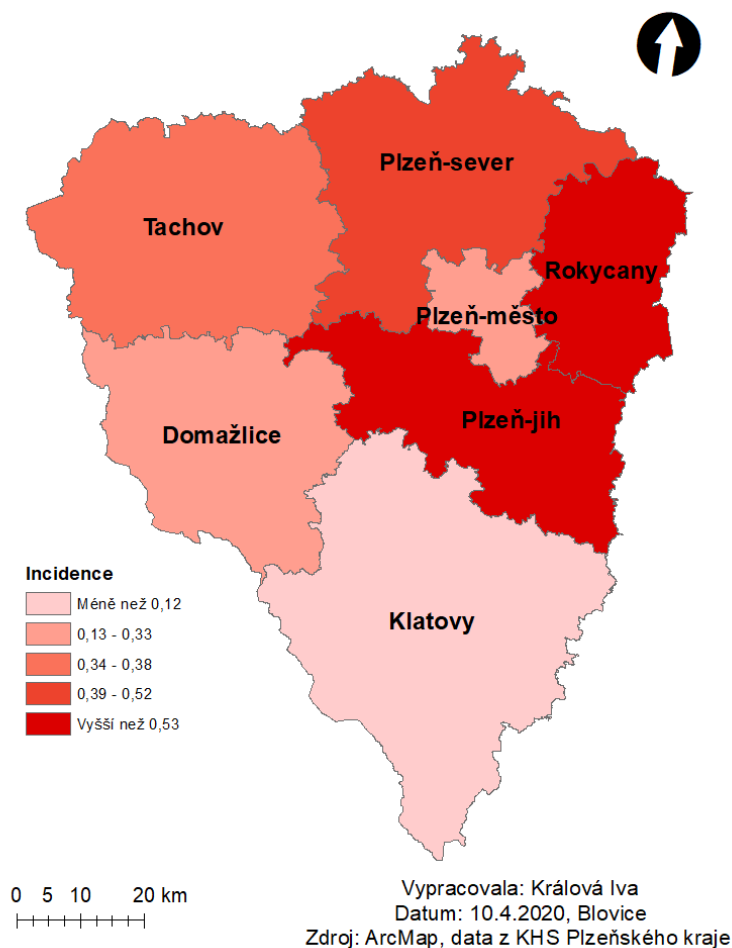 Plzeň-sever
Tachov
Rokycany
Plzeň-město
Plzeň-jih
Domažlice
Klatovy
Incidence
Méně než 0,12
0,13 - 0,33
0,34 - 0,38
0,39 - 0,52
Vyšší než 0,53
0 5 10 20 km
Vypracovala: Králová Iva
Datum: 10.4.2020, Blovice
Zdroj: ArcMap, data z KHS Plzeňského kraje